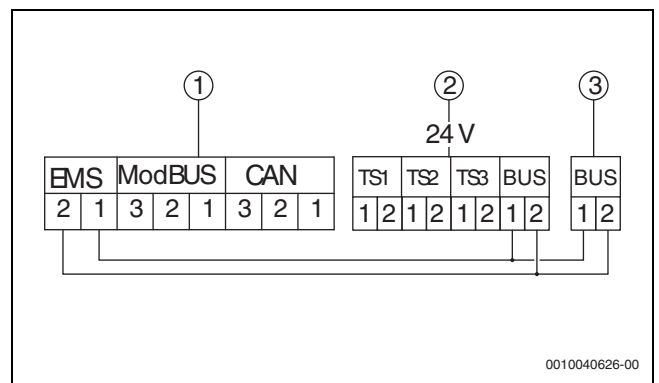 1 2 3
24 V
EMS ModBUS CAN TS1 TS2 TS3 BUS BUS
2 1 3 2 1 3 2 1 1 2 1 2 1 2 1 2 1 2
0010040626-00